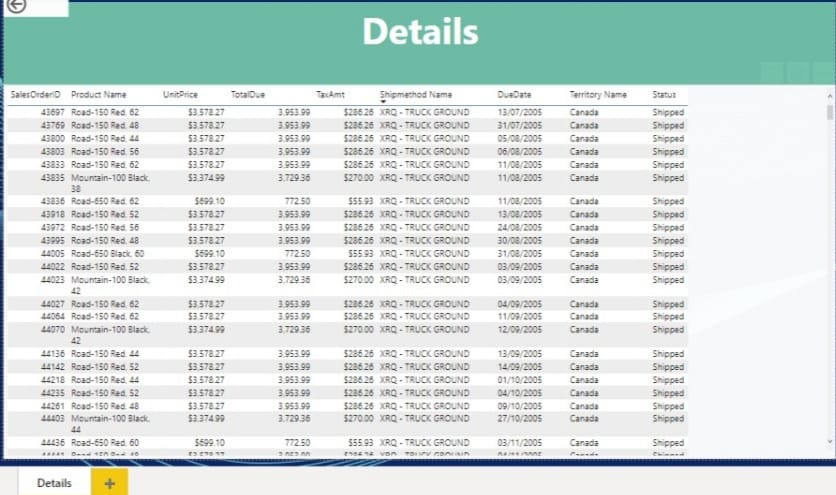 Details
SalesOrderID Product Name UnitPrice TotalDue TaxAmt Shipmethod Name DueDate Territory Name Status
43697 Road-150 Red, 62 $3,578.27 3,953.99 $286.26 XRQ - TRUCK GROUND 13/07/2005 Canada Shipped
43769 Road-150 Red, 48 $3,578.27 3,953.99 $286.26 XRQ - TRUCK GROUND 31/07/2005 Canada Shipped
43800 Road-150 Red, 44 $3,578.27 3,953.99 $286.26 XRQ - TRUCK GROUND 05/08/2005 Canada Shipped
43803 Road-150 Red, 56 $3,578.27 3,953.99 $286.26 XRQ - TRUCK GROUND 06/08/2005 Canada Shipped
43833 Road-150 Red, 62 $3,578.27 3,953.99 $286.26 XRQ - TRUCK GROUND 11/08/2005 Canada Shipped
43835 Mountain-100 Black, $3,374.99 3,729.36 $270.00 XRQ - TRUCK GROUND 11/08/2005 Canada Shipped
38
43836 Road-650 Red, 62 $699.10 772.50 $55.93 XRQ - TRUCK GROUND 11/08/2005 Canada Shipped
43918 Road-150 Red, 52 $3,578.27 3,953.99 $286.26 XRQ - TRUCK GROUND 13/08/2005 Canada Shipped
43972 Road-150 Red, 56 $3,578.27 3,953.99 $286.26 XRQ - TRUCK GROUND 24/08/2005 Canada Shipped
43995 Road-150 Red, 48 $3,578.27 3,953.99 $286.26 XRQ - TRUCK GROUND 30/08/2005 Canada Shipped
44005 Road-650 Black, 60 $699.10 772.50 $55.93 XRQ - TRUCK GROUND 31/08/2005 Canada Shipped
44022 Road-150 Red, 52 $3,578.27 3,953.99 $286.26 XRQ - TRUCK GROUND 03/09/2005 Canada Shipped
44023 Mountain-100 Black, $3,374.99 3,729.36 $270.00 XRQ - TRUCK GROUND 03/09/2005 Canada Shipped
42
44027 Road-150 Red, 62 $3,578.27 3,953.99 $286.26 XRQ - TRUCK GROUND 04/09/2005 Canada Shipped
44064 Road-150 Red, 62 $3,578.27 3,953.99 $286.26 XRQ - TRUCK GROUND 11/09/2005 Canada Shipped
44070 Mountain-100 Black, $3,374.99 3,729.36 $270.00 XRQ - TRUCK GROUND 12/09/2005 Canada Shipped
42
44136 Road-150 Red, 44 $3,578.27 3,953.99 $286.26 XRQ - TRUCK GROUND 13/09/2005 Canada Shipped
44142 Road-150 Red, 52 $3,578.27 3,953.99 $286.26 XRQ - TRUCK GROUND 14/09/2005 Canada Shipped
44218 Road-150 Red, 44 $3,578.27 3,953.99 $286.26 XRQ - TRUCK GROUND 01/10/2005 Canada Shipped
44235 Road-150 Red, 52 $3,578.27 3,953.99 $286.26 XRQ - TRUCK GROUND 04/10/2005 Canada Shipped
44261 Road-150 Red, 48 $3,578.27 3,953.99 $286.26 XRQ - TRUCK GROUND 09/10/2005 Canada Shipped
44403 Mountain-100 Black, $3,374.99 3,729.36 $270.00 XRQ - TRUCK GROUND 27/10/2005 Canada Shipped
44
44436 Road-650 Red, 60 $699.10 772.50 $55.93 XRQ - TRUCK GROUND 03/11/2005 Canada Shipped
Details +